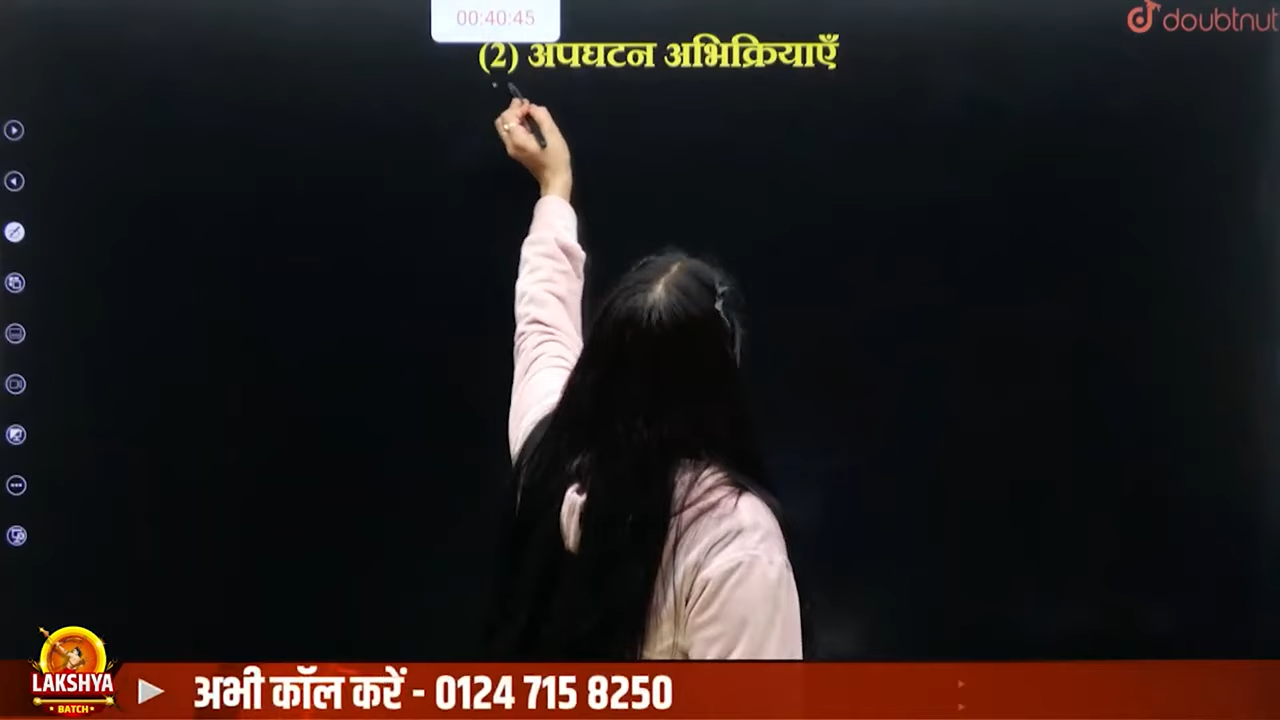 00:40:45
doubtnut
(2) अपघटन अभिक्रियाएँ
LAKSHYA
BATCH
अभी कॉल करें - 0124 715 8250